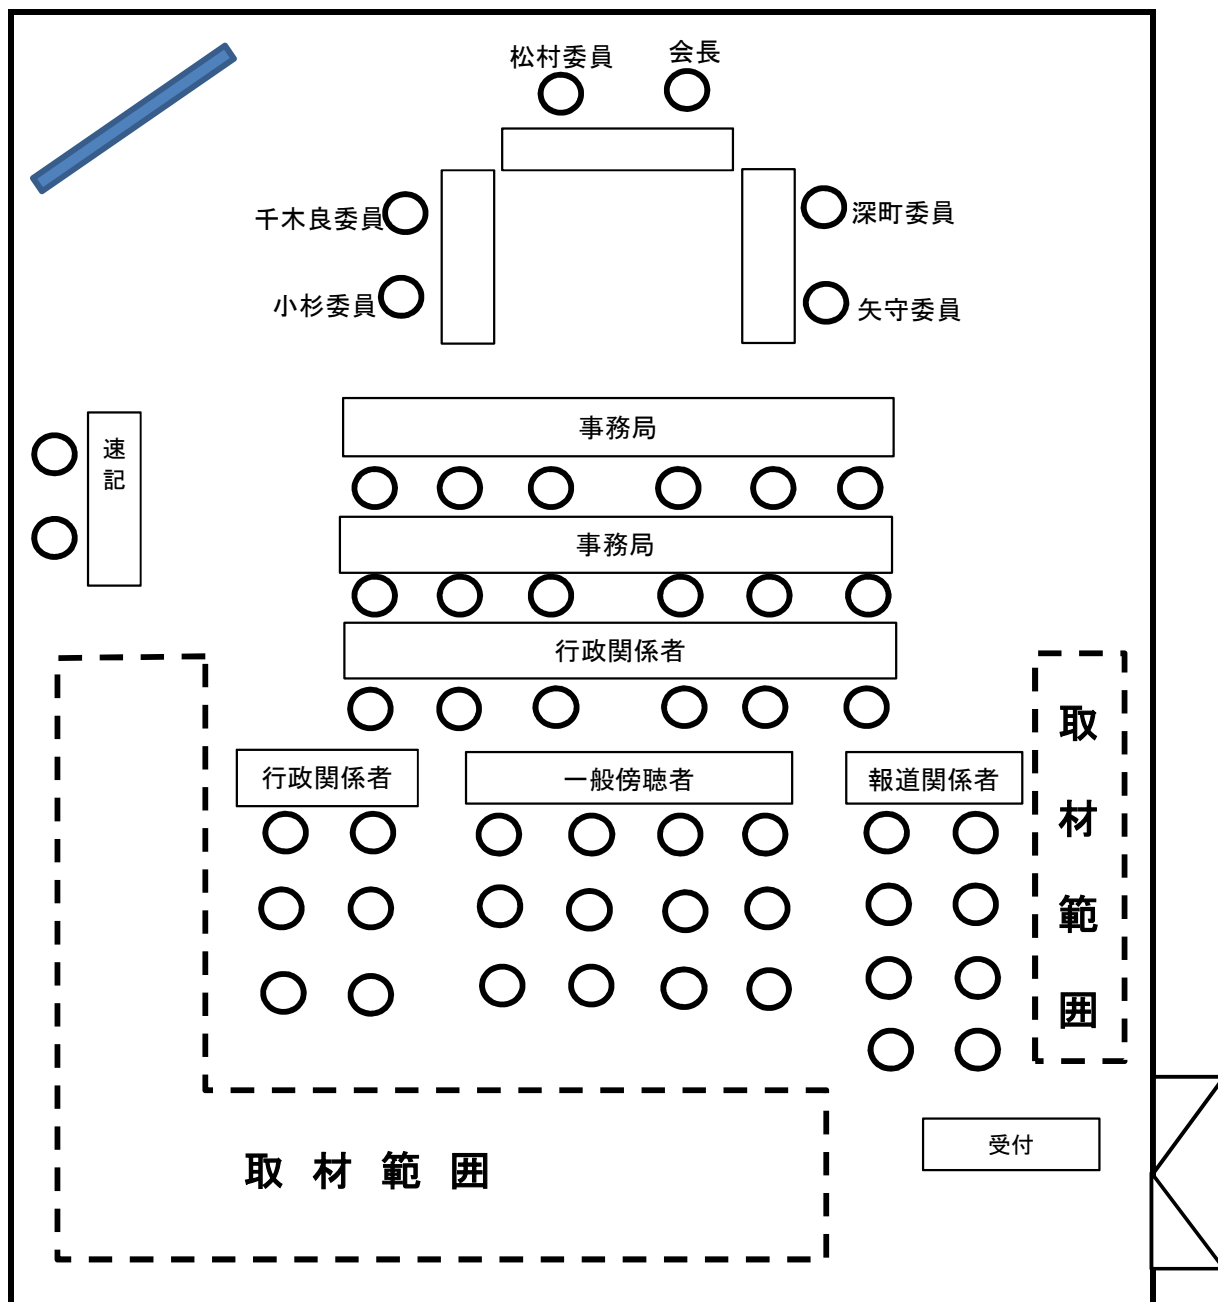 松村委員
会長
千木良委員
深町委員
小杉委員
矢守委員
事務局
速記
事務局
行政関係者
行政関係者
一般傍聴者
報道関係者
取材範囲
受付
取材範囲